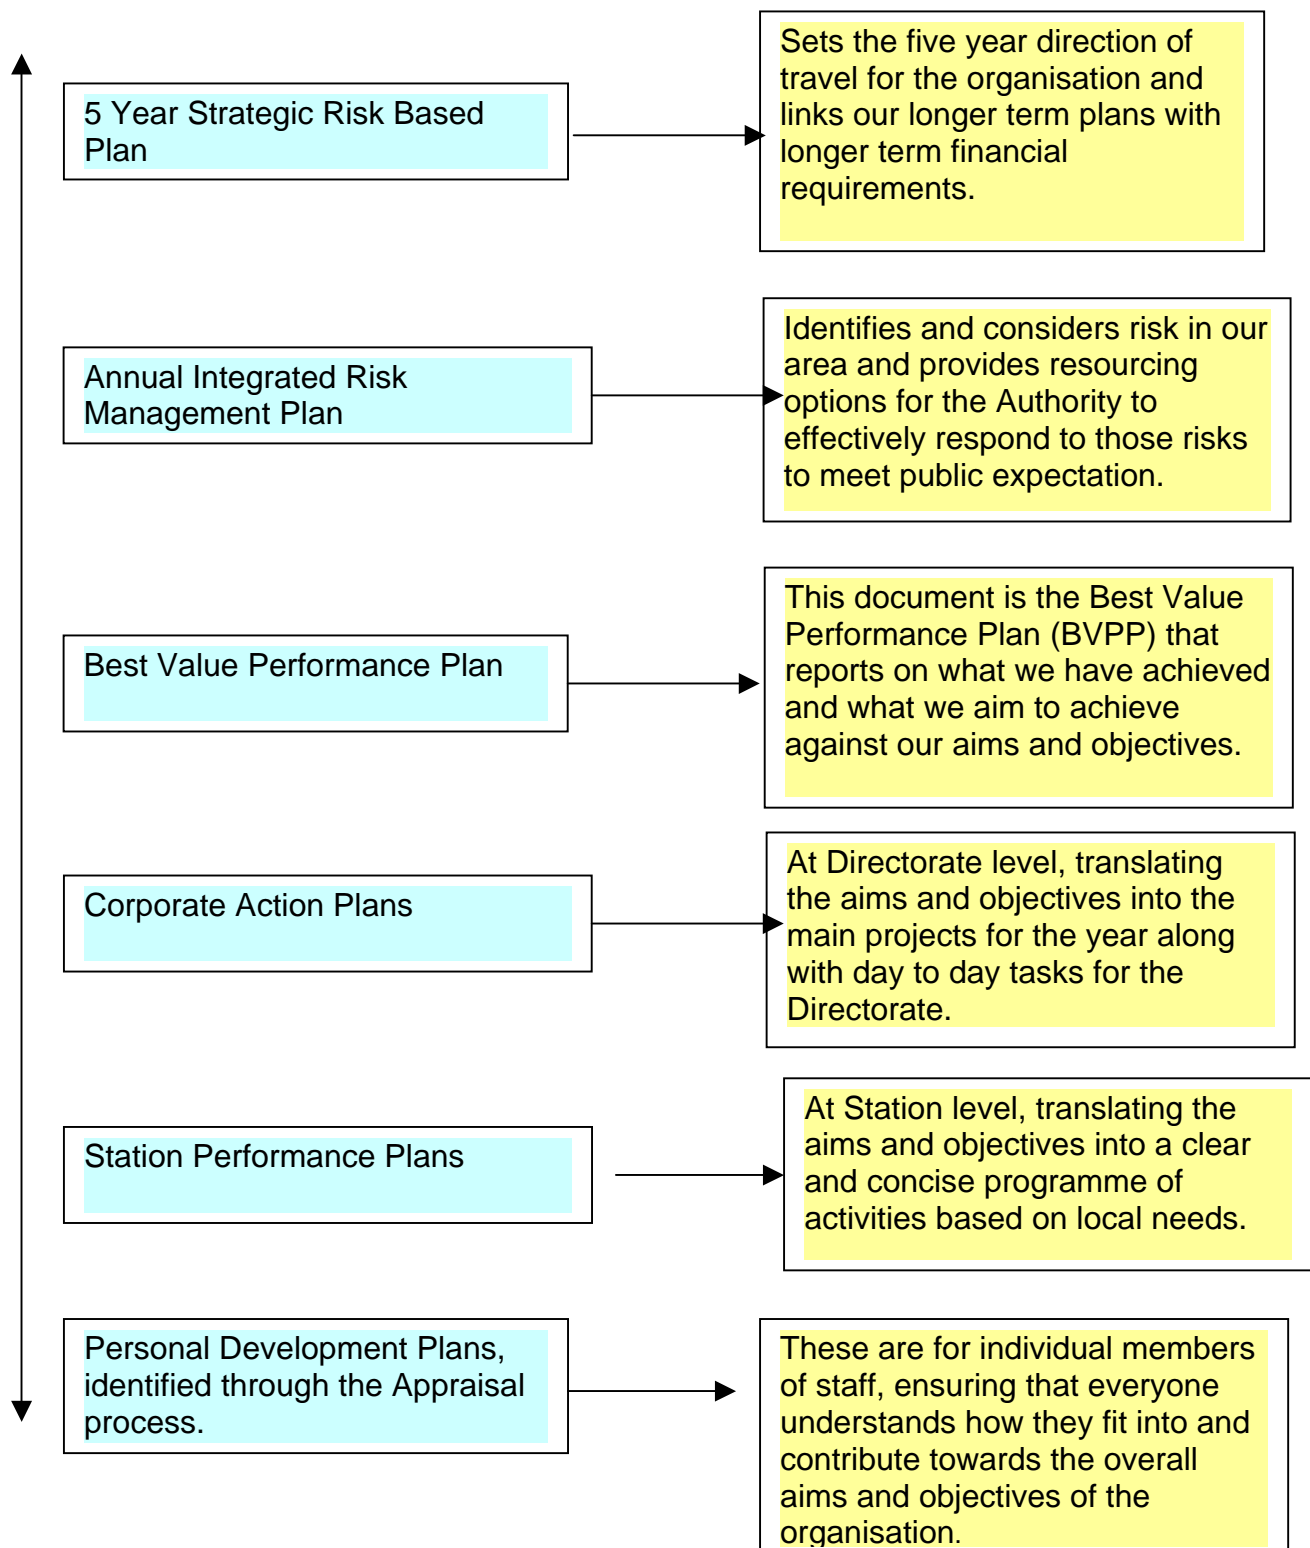 5 Year Strategic Risk Based
Plan
Sets the five year direction of
travel for the organisation and
links our longer term plans with
longer term financial
requirements.
Annual Integrated Risk
Management Plan
Identifies and considers risk in our
area and provides resourcing
options for the Authority to
effectively respond to those risks
to meet public expectation.
Best Value Performance Plan
This document is the Best Value
Performance Plan (BVPP) that
reports on what we have achieved
and what we aim to achieve
against our aims and objectives.
Corporate Action Plans
At Directorate level, translating
the aims and objectives into the
main projects for the year along
with day to day tasks for the
Directorate.
Station Performance Plans
At Station level, translating the
aims and objectives into a clear
and concise programme of
activities based on local needs.
Personal Development Plans,
identified through the Appraisal
process.
These are for individual members
of staff, ensuring that everyone
understands how they fit into and
contribute towards the overall
aims and objectives of the
organisation.